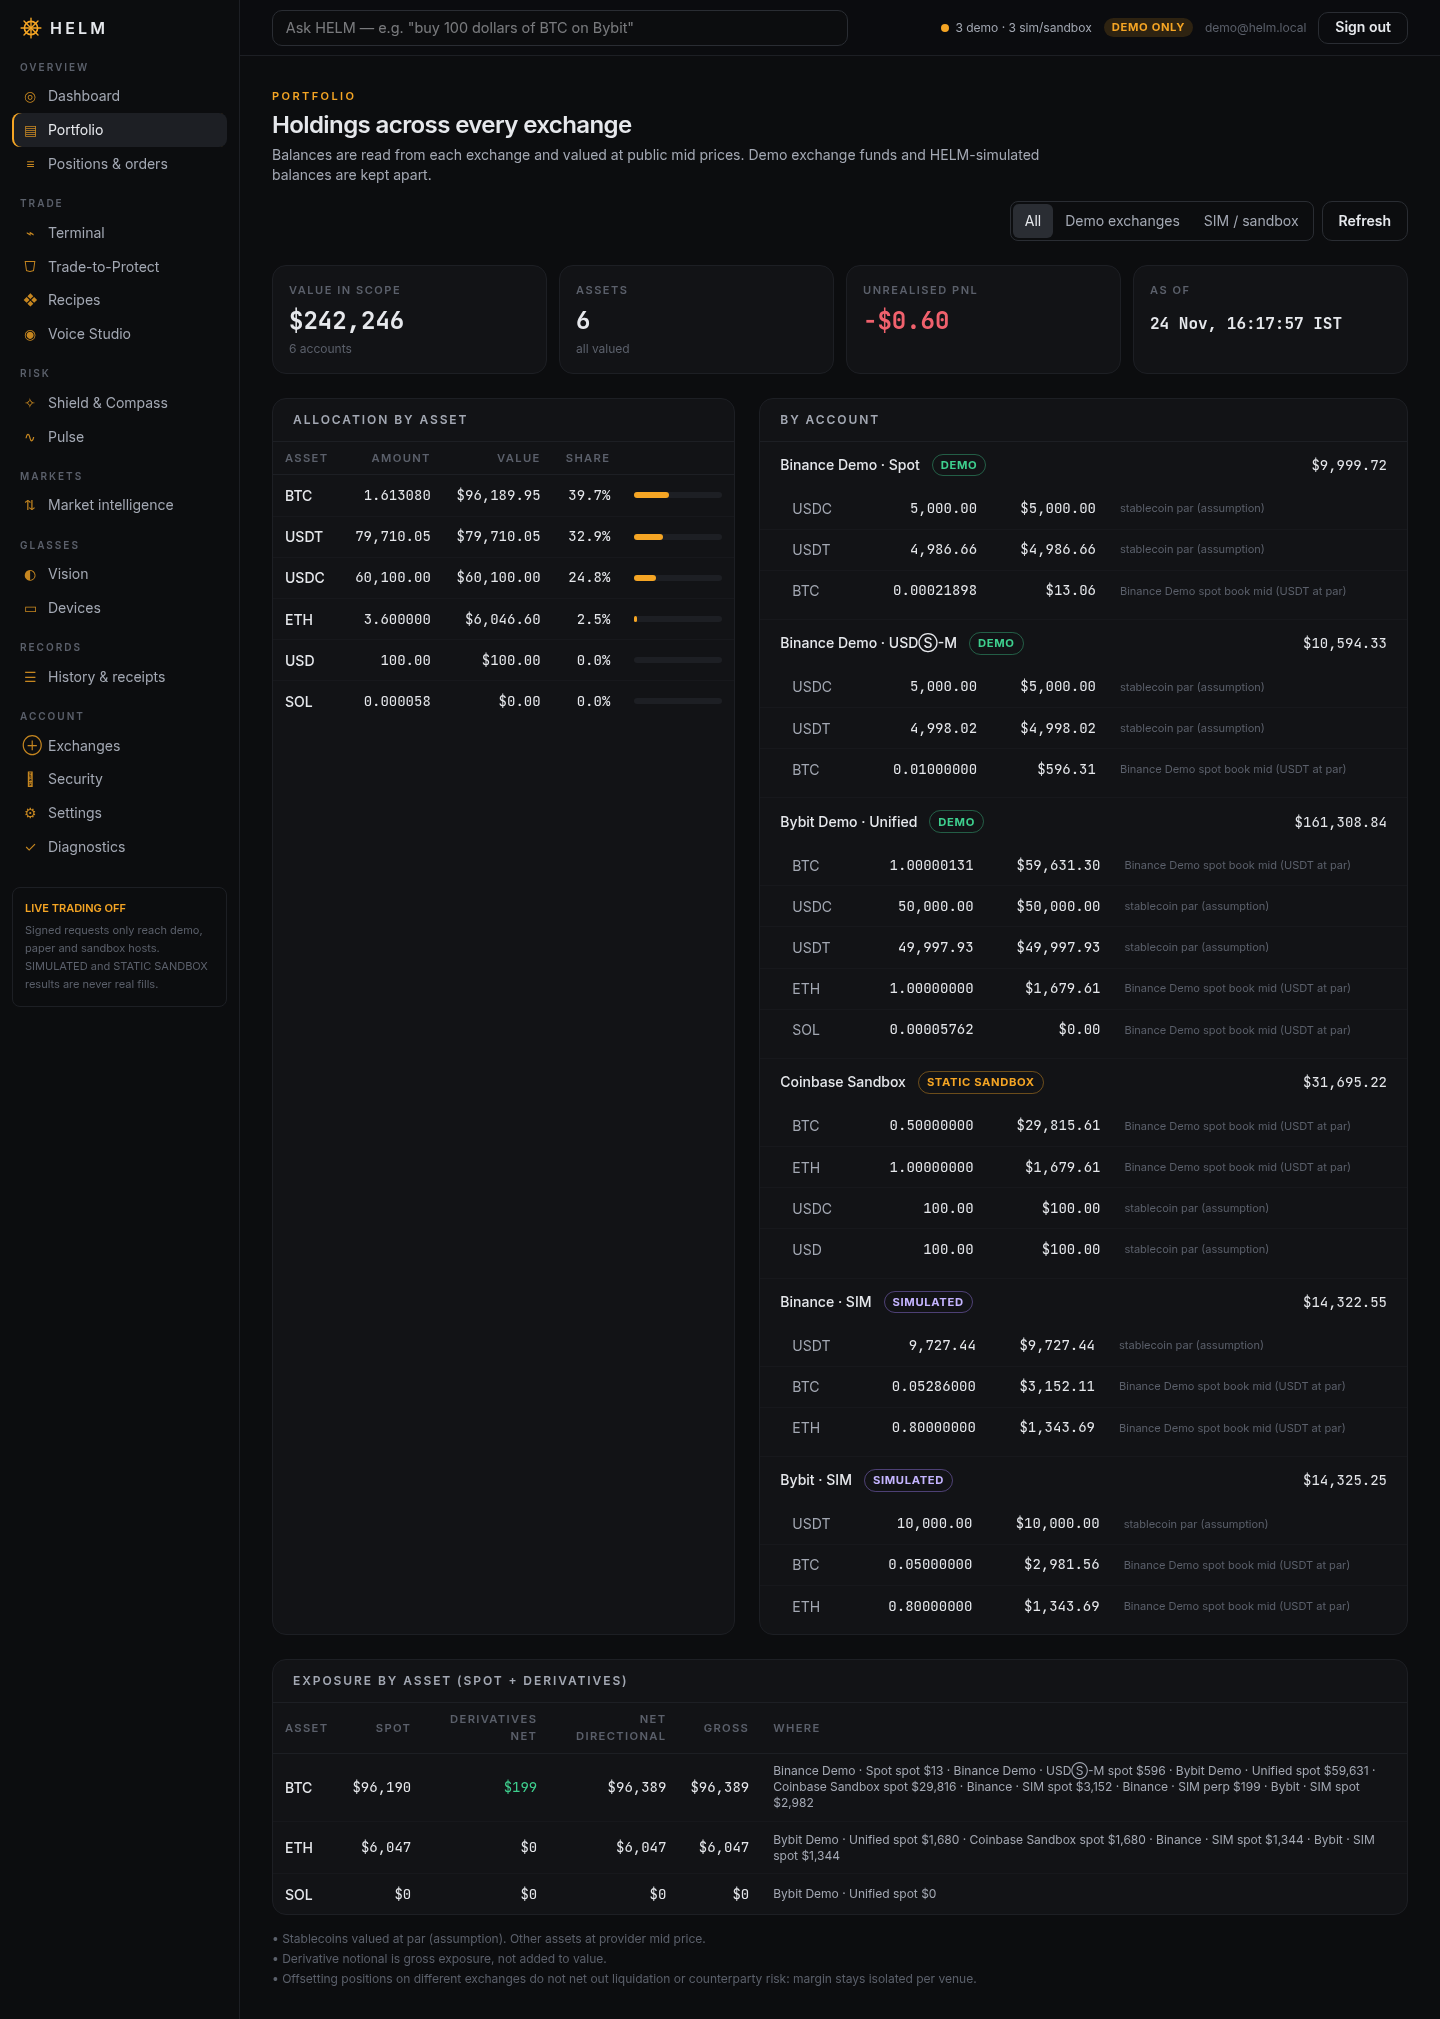 HELM
OVERVIEW
Dashboard
Portfolio
Positions & orders
TRADE
Terminal
Trade-to-Protect
Recipes
Voice Studio
RISK
Shield & Compass
Pulse
MARKETS
Market intelligence
GLASSES
Vision
Devices
RECORDS
History & receipts
ACCOUNT
Exchanges
Security
Settings
Diagnostics
LIVE TRADING OFF
Signed requests only reach demo,
paper and sandbox hosts.
SIMULATED and STATIC SANDBOX
results are never real fills.
Ask HELM — e.g. "buy 100 dollars of BTC on Bybit"
3 demo · 3 sim/sandbox DEMO ONLY demo@helm.local Sign out
PORTFOLIO
Holdings across every exchange
Balances are read from each exchange and valued at public mid prices. Demo exchange funds and HELM-simulated
balances are kept apart.
All Demo exchanges SIM / sandbox Refresh
VALUE IN SCOPE
$242,246
6 accounts
ASSETS
6
all valued
UNREALISED PNL
-$0.60
AS OF
24 Nov, 16:17:57 IST
ALLOCATION BY ASSET
ASSET AMOUNT VALUE SHARE
BTC 1.613080 $96,189.95 39.7%
USDT 79,710.05 $79,710.05 32.9%
USDC 60,100.00 $60,100.00 24.8%
ETH 3.600000 $6,046.60 2.5%
USD 100.00 $100.00 0.0%
SOL 0.000058 $0.00 0.0%
BY ACCOUNT
Binance Demo · Spot DEMO $9,999.72
USDC 5,000.00 $5,000.00 stablecoin par (assumption)
USDT 4,986.66 $4,986.66 stablecoin par (assumption)
BTC 0.00021898 $13.06 Binance Demo spot book mid (USDT at par)
Binance Demo · USDⓈ-M DEMO $10,594.33
USDC 5,000.00 $5,000.00 stablecoin par (assumption)
USDT 4,998.02 $4,998.02 stablecoin par (assumption)
BTC 0.01000000 $596.31 Binance Demo spot book mid (USDT at par)
Bybit Demo · Unified DEMO $161,308.84
BTC 1.00000131 $59,631.30 Binance Demo spot book mid (USDT at par)
USDC 50,000.00 $50,000.00 stablecoin par (assumption)
USDT 49,997.93 $49,997.93 stablecoin par (assumption)
ETH 1.00000000 $1,679.61 Binance Demo spot book mid (USDT at par)
SOL 0.00005762 $0.00 Binance Demo spot book mid (USDT at par)
Coinbase Sandbox STATIC SANDBOX $31,695.22
BTC 0.50000000 $29,815.61 Binance Demo spot book mid (USDT at par)
ETH 1.00000000 $1,679.61 Binance Demo spot book mid (USDT at par)
USDC 100.00 $100.00 stablecoin par (assumption)
USD 100.00 $100.00 stablecoin par (assumption)
Binance · SIM SIMULATED $14,322.55
USDT 9,727.44 $9,727.44 stablecoin par (assumption)
BTC 0.05286000 $3,152.11 Binance Demo spot book mid (USDT at par)
ETH 0.80000000 $1,343.69 Binance Demo spot book mid (USDT at par)
Bybit · SIM SIMULATED $14,325.25
USDT 10,000.00 $10,000.00 stablecoin par (assumption)
BTC 0.05000000 $2,981.56 Binance Demo spot book mid (USDT at par)
ETH 0.80000000 $1,343.69 Binance Demo spot book mid (USDT at par)
EXPOSURE BY ASSET (SPOT + DERIVATIVES)
ASSET SPOT DERIVATIVES NET NET DIRECTIONAL GROSS WHERE
BTC $96,190 $199 $96,389 $96,389 Binance Demo · Spot spot $13 · Binance Demo · USDⓈ-M spot $596 · Bybit Demo · Unified spot $59,631 ·
Coinbase Sandbox spot $29,816 · Binance · SIM spot $3,152 · Binance · SIM perp $199 · Bybit · SIM spot
$2,982
ETH $6,047 $0 $6,047 $6,047 Bybit Demo · Unified spot $1,680 · Coinbase Sandbox spot $1,680 · Binance · SIM spot $1,344 · Bybit · SIM
spot $1,344
SOL $0 $0 $0 $0 Bybit Demo · Unified spot $0
• Stablecoins valued at par (assumption). Other assets at provider mid price.
• Derivative notional is gross exposure, not added to value.
• Offsetting positions on different exchanges do not net out liquidation or counterparty risk: margin stays isolated per venue.